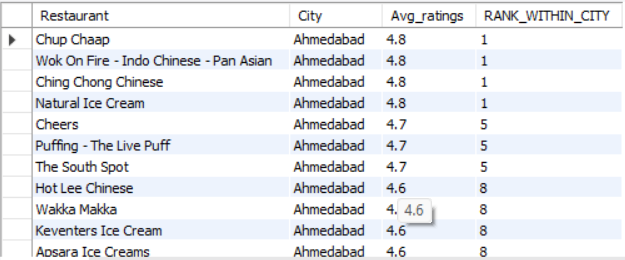 Restaurant City Avg_ratings RANK_WITHIN_CITY
Chup Chaap Ahmedabad 4.8 1
Wok On Fire - Indo Chinese - Pan Asian Ahmedabad 4.8 1
Ching Chong Chinese Ahmedabad 4.8 1
Natural Ice Cream Ahmedabad 4.8 1
Cheers Ahmedabad 4.7 5
Puffing - The Live Puff Ahmedabad 4.7 5
The South Spot Ahmedabad 4.7 5
Hot Lee Chinese Ahmedabad 4.6 8
Wakka Makka Ahmedabad 4. 4.6 8
Keventers Ice Cream Ahmedabad 4.6 8
Apsara Ice Creams Ahmedabad 4.6 8